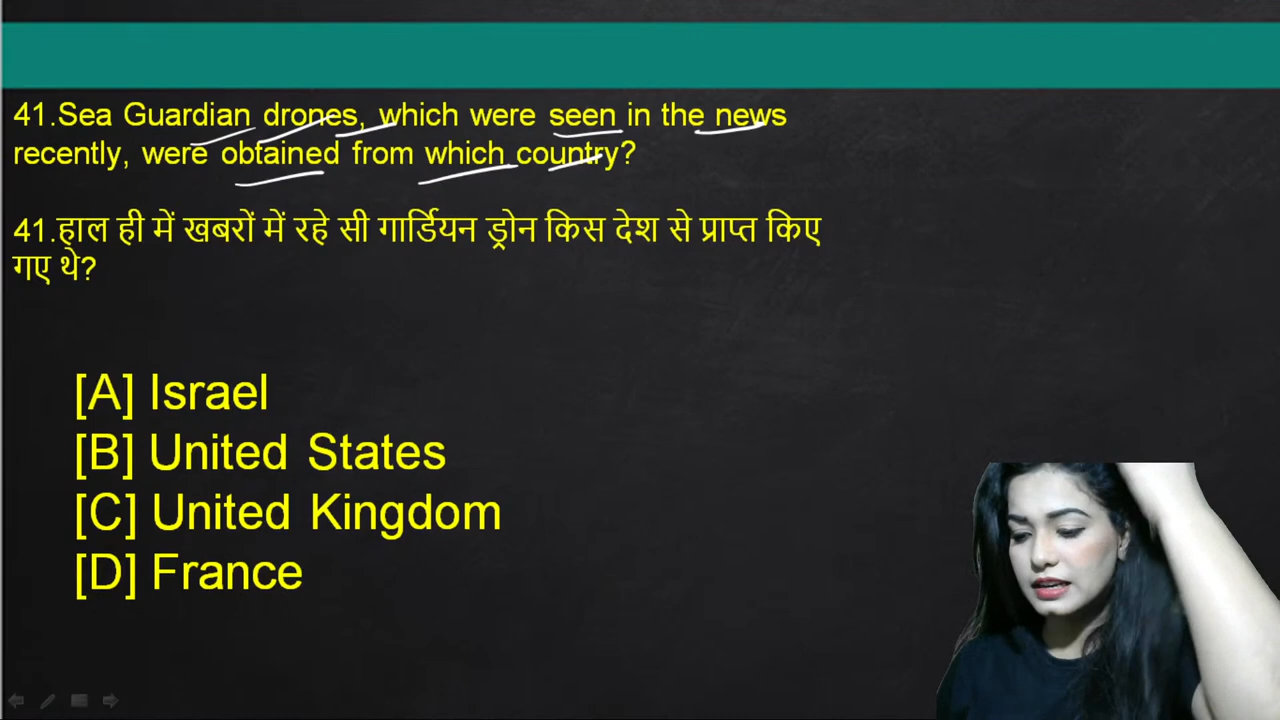 41.Sea Guardian drones, which were seen in the news
recently, were obtained from which country?
41.हाल ही में खबरों में रहे सी गार्डियन ड्रोन किस देश से प्राप्त किए
गए थे?
[A] Israel
[B] United States
[C] United Kingdom
[D] France